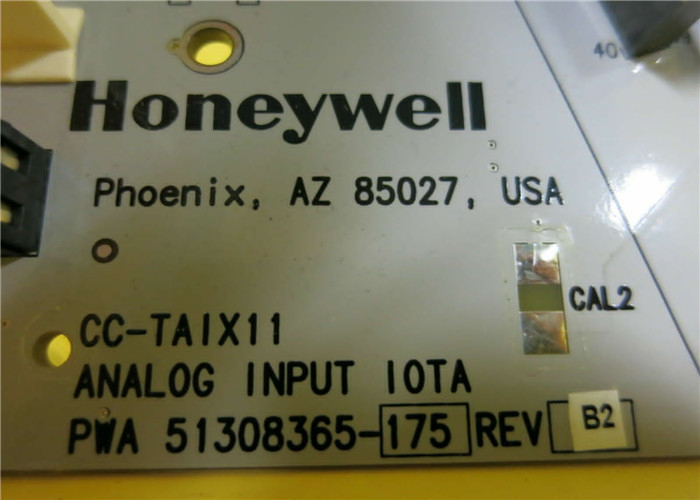 Honeywell
Phoenix, AZ 85027, USA
CAL2
CC-TAIX11
ANALOG INPUT IOTA
PWA 51308365-175 REV B2